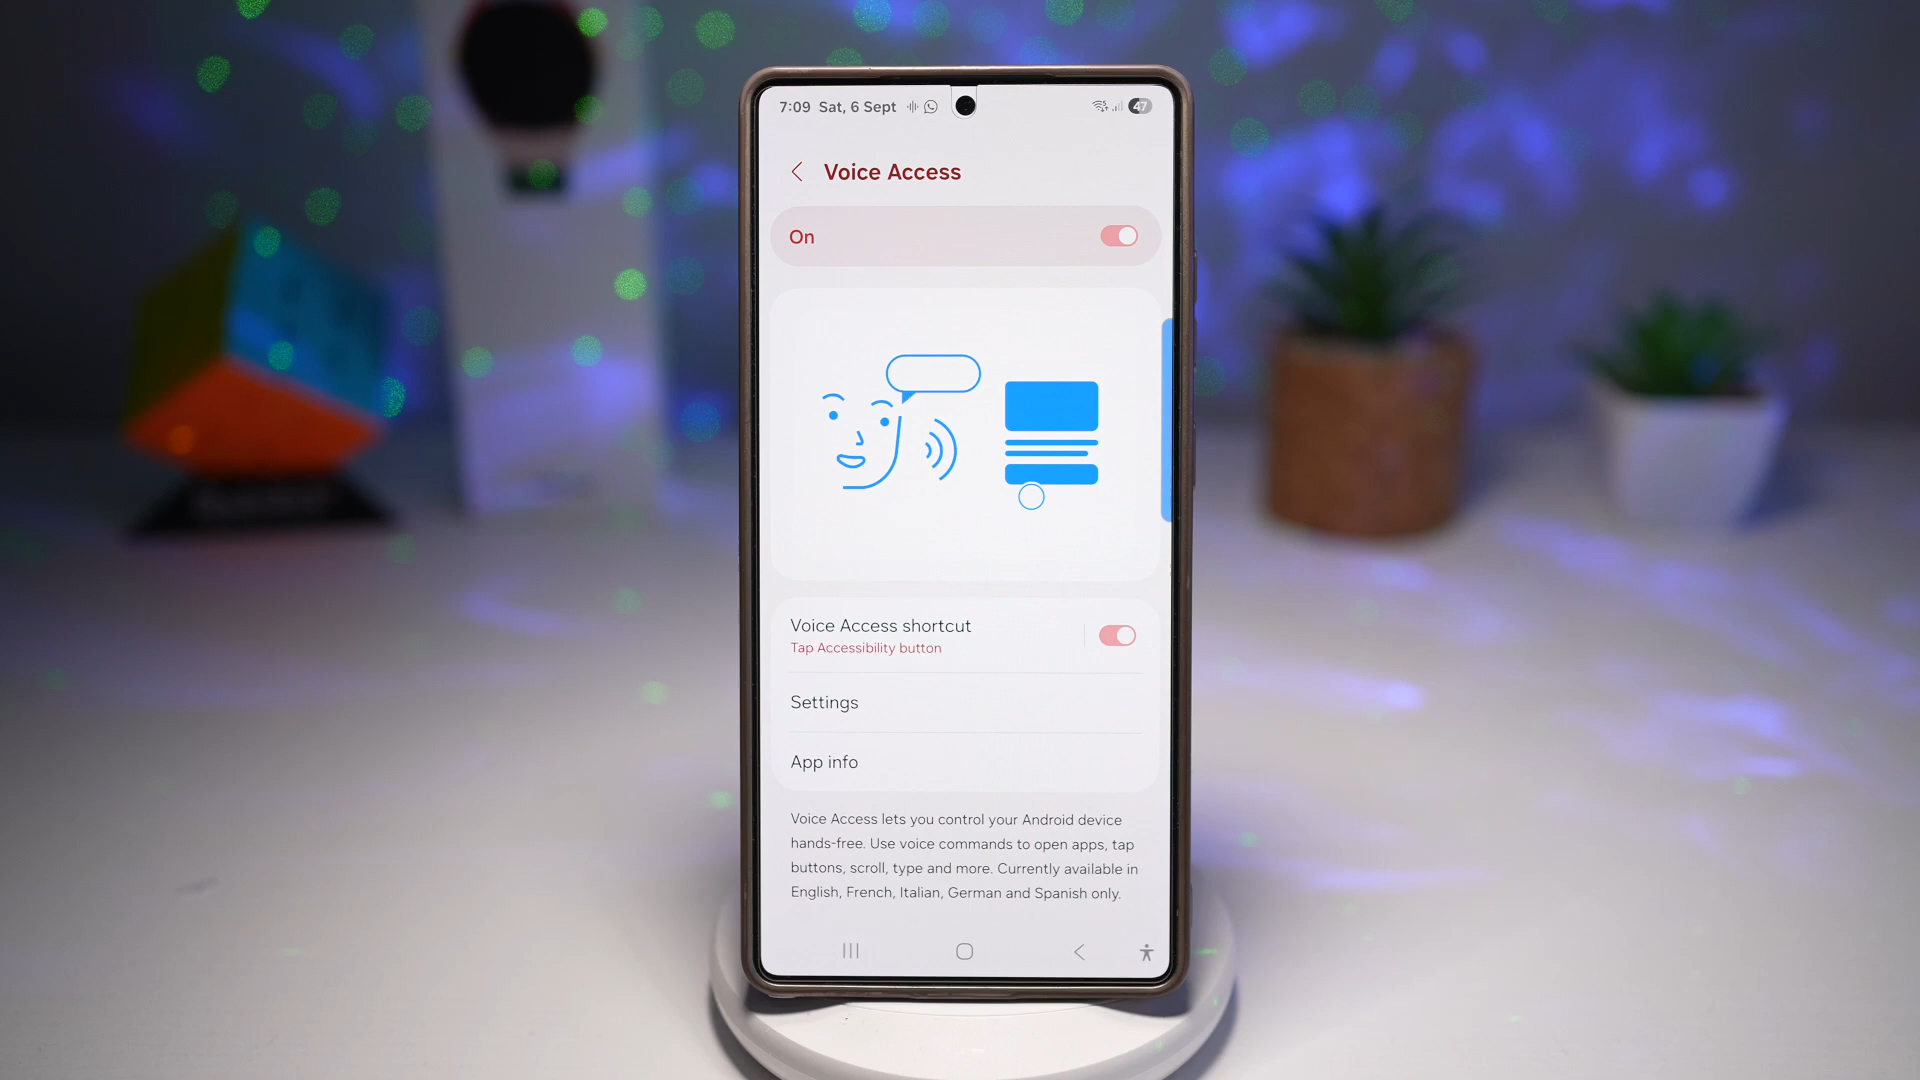 7:09 Sat, 6 Sept 47
Voice Access
On
Voice Access shortcut
Tap Accessibility button
Settings
App info
Voice Access lets you control your Android device
hands-free. Use voice commands to open apps, tap
buttons, scroll, type and more. Currently available in
English, French, Italian, German and Spanish only.